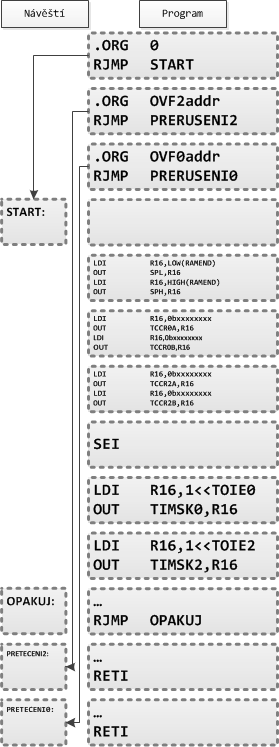 Návěští Program
.ORG 0
RJMP START
.ORG OVF2addr
RJMP PRERUSENI2
.ORG OVF0addr
RJMP PRERUSENI0
START:
LDI R16,LOW(RAMEND)
OUT SPL,R16
LDI R16,HIGH(RAMEND)
OUT SPH,R16
LDI R16,0bxxxxxxxx
OUT TCCR0A,R16
LDI R16,0bxxxxxxxx
OUT TCCR0B,R16
LDI R16,0bxxxxxxxx
OUT TCCR2A,R16
LDI R16,0bxxxxxxxx
OUT TCCR2B,R16
SEI
LDI R16,1<<TOIE0
OUT TIMSK0,R16
LDI R16,1<<TOIE2
OUT TIMSK2,R16
OPAKUJ: …
RJMP OPAKUJ
PRETECENI2: …
RETI
PRETECENI0: …
RETI